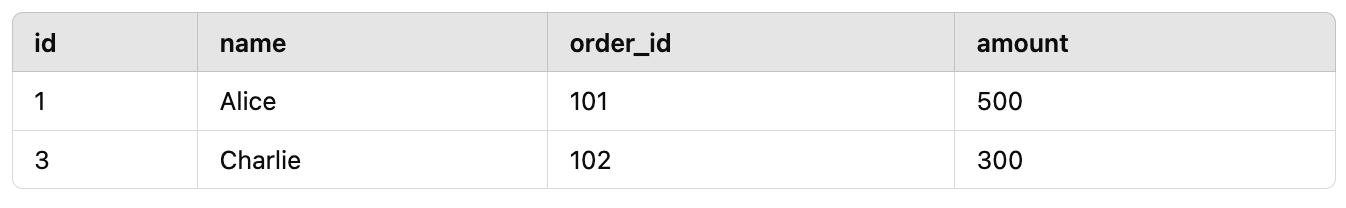 id name order_id amount
1 Alice 101 500
3 Charlie 102 300